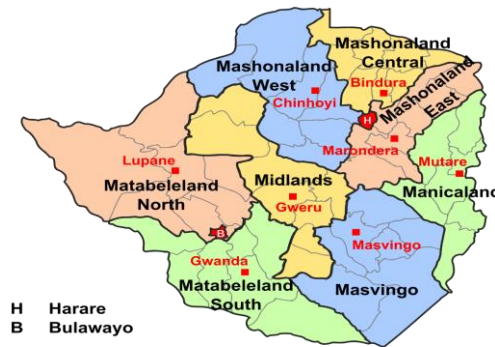 Mashonaland
Central
Bindura
Mashonaland
West
Chinhoyi
Mashonaland
East
H
Marondera
Mutare
Manicaland
Lupane
Matabeleland
North
Midlands
Gweru
B
Masvingo
Masvingo
Gwanda
Matabeleland
South
H Harare
B Bulawayo